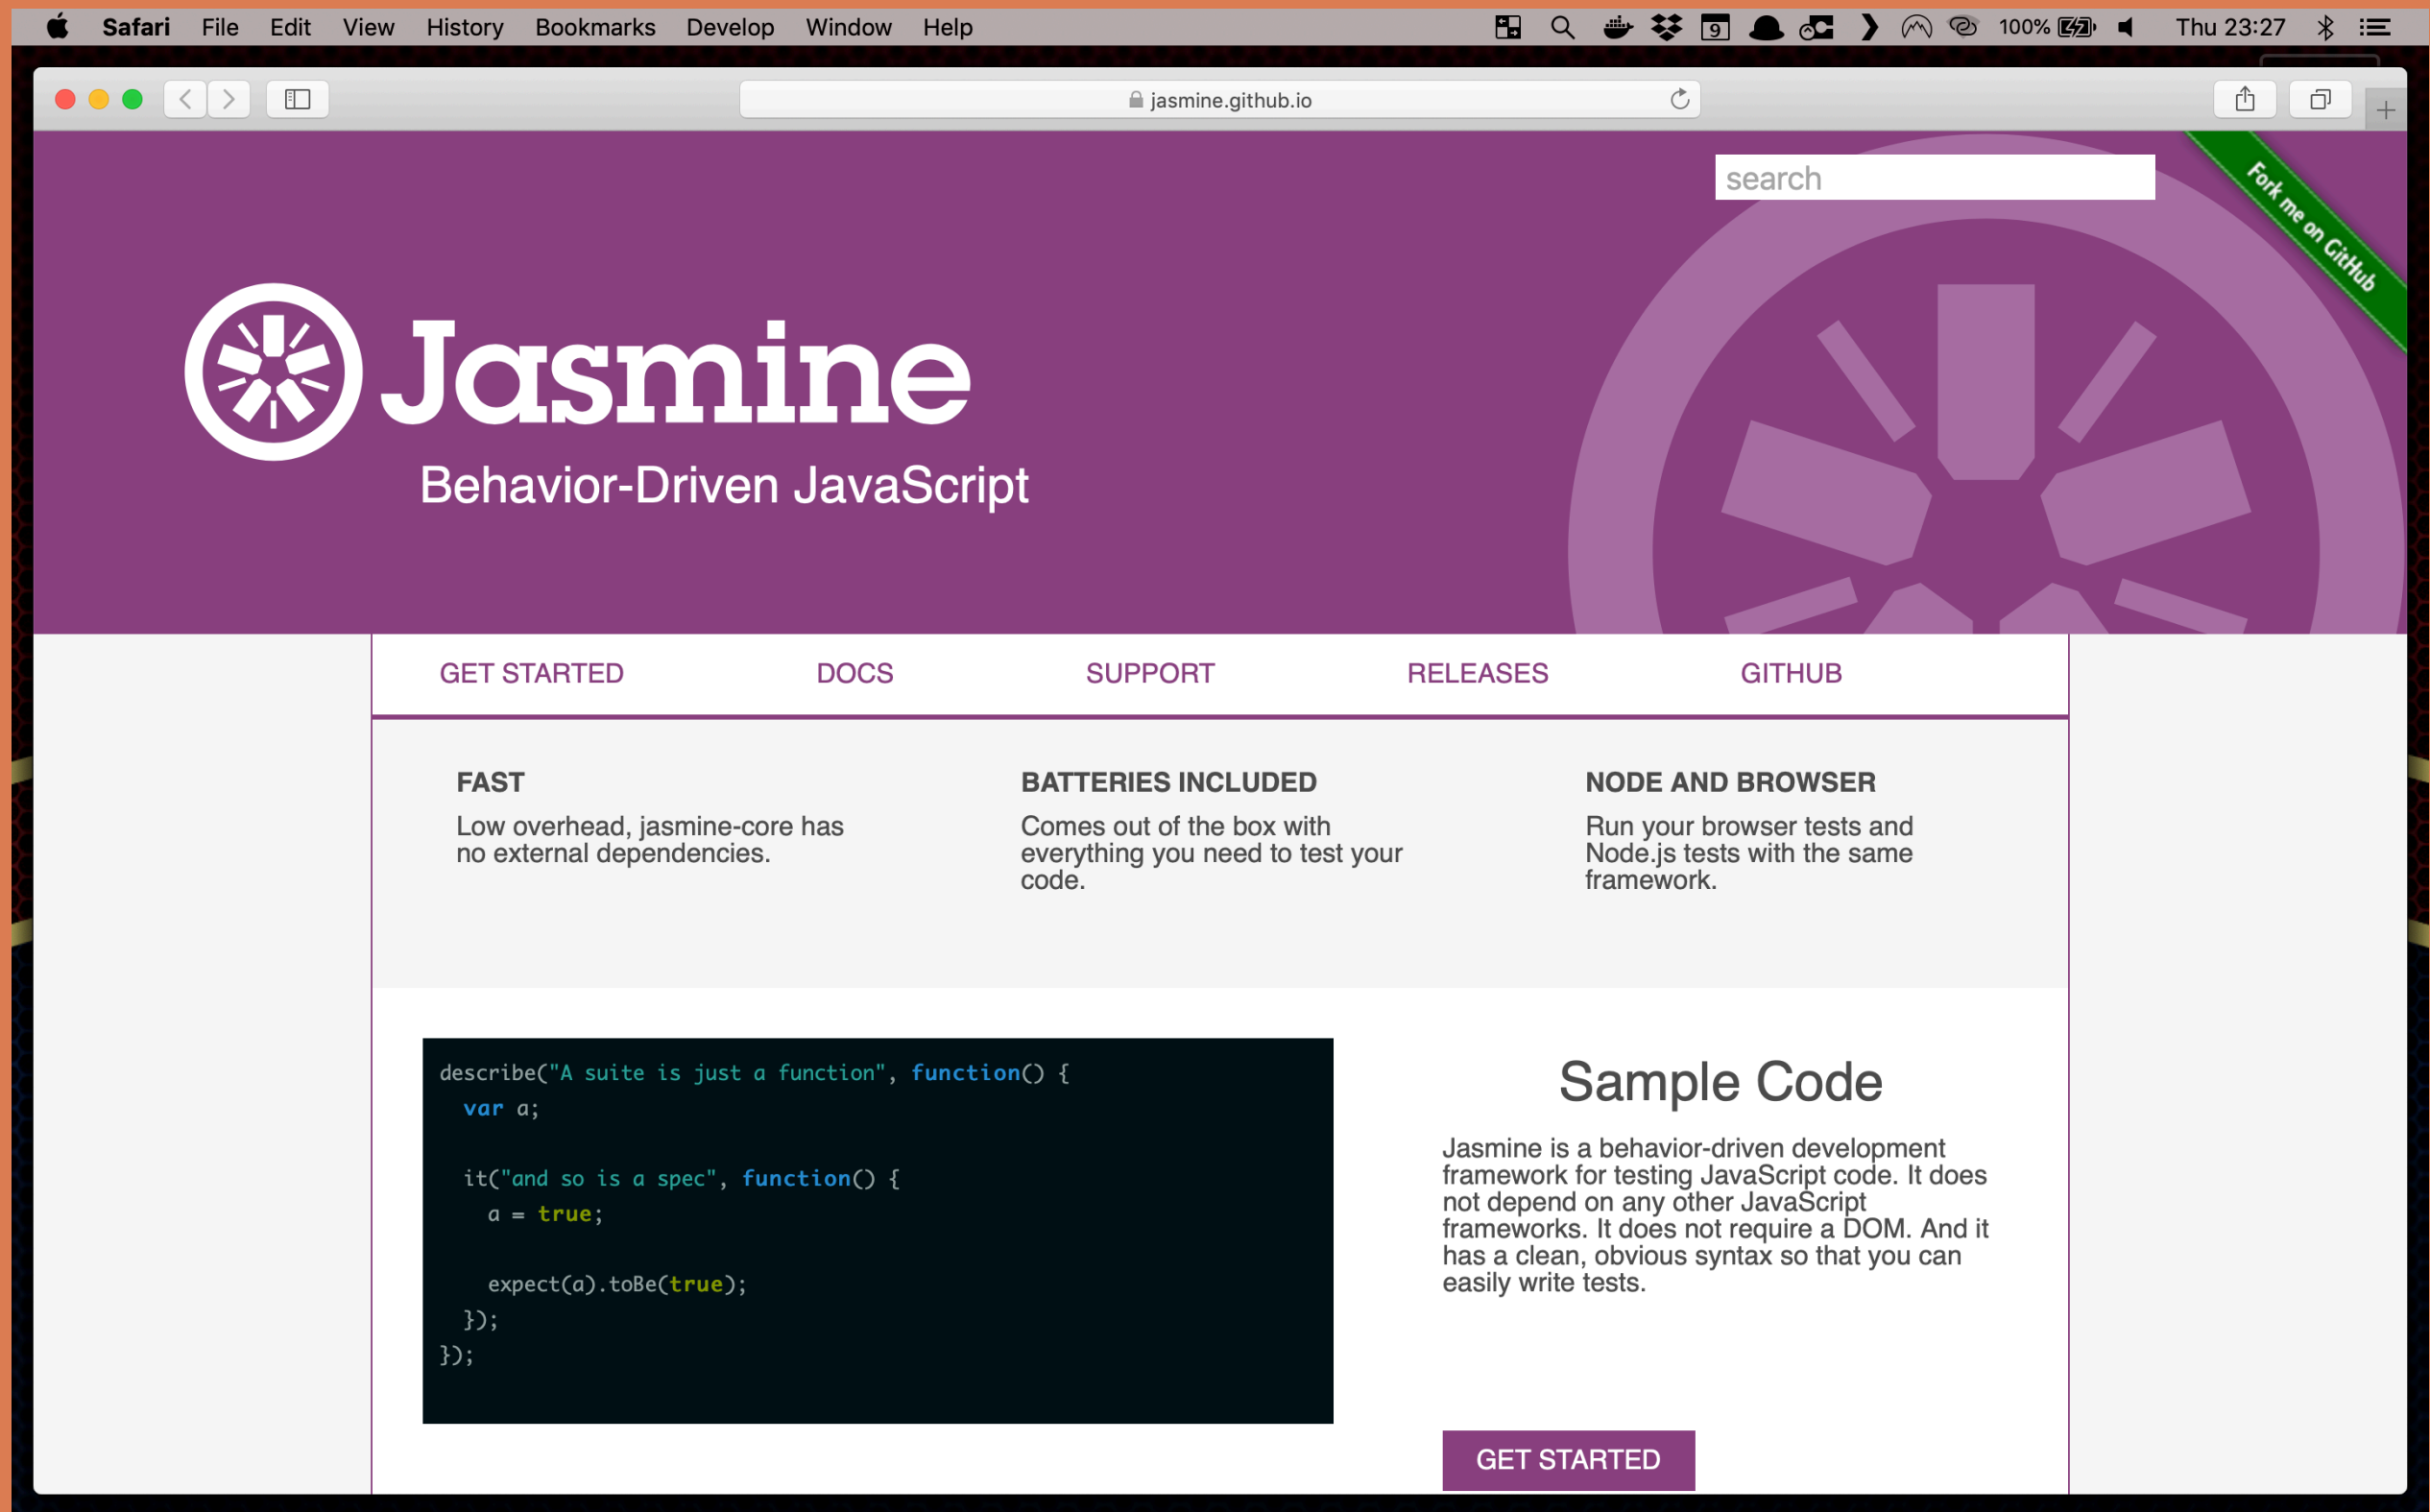 Safari File Edit View History Bookmarks Develop Window Help 9 100% Thu 23:27
jasmine.github.io
search
Fork me on GitHub
Jasmine
Behavior-Driven JavaScript
GET STARTED DOCS SUPPORT RELEASES GITHUB
FAST
Low overhead, jasmine-core has
no external dependencies.
BATTERIES INCLUDED
Comes out of the box with
everything you need to test your
code.
NODE AND BROWSER
Run your browser tests and
Node.js tests with the same
framework.
describe("A suite is just a function", function() {
  var a;
  it("and so is a spec", function() {
    a = true;
    expect(a).toBe(true);
  });
});
Sample Code
Jasmine is a behavior-driven development
framework for testing JavaScript code. It does
not depend on any other JavaScript
frameworks. It does not require a DOM. And it
has a clean, obvious syntax so that you can
easily write tests.
GET STARTED